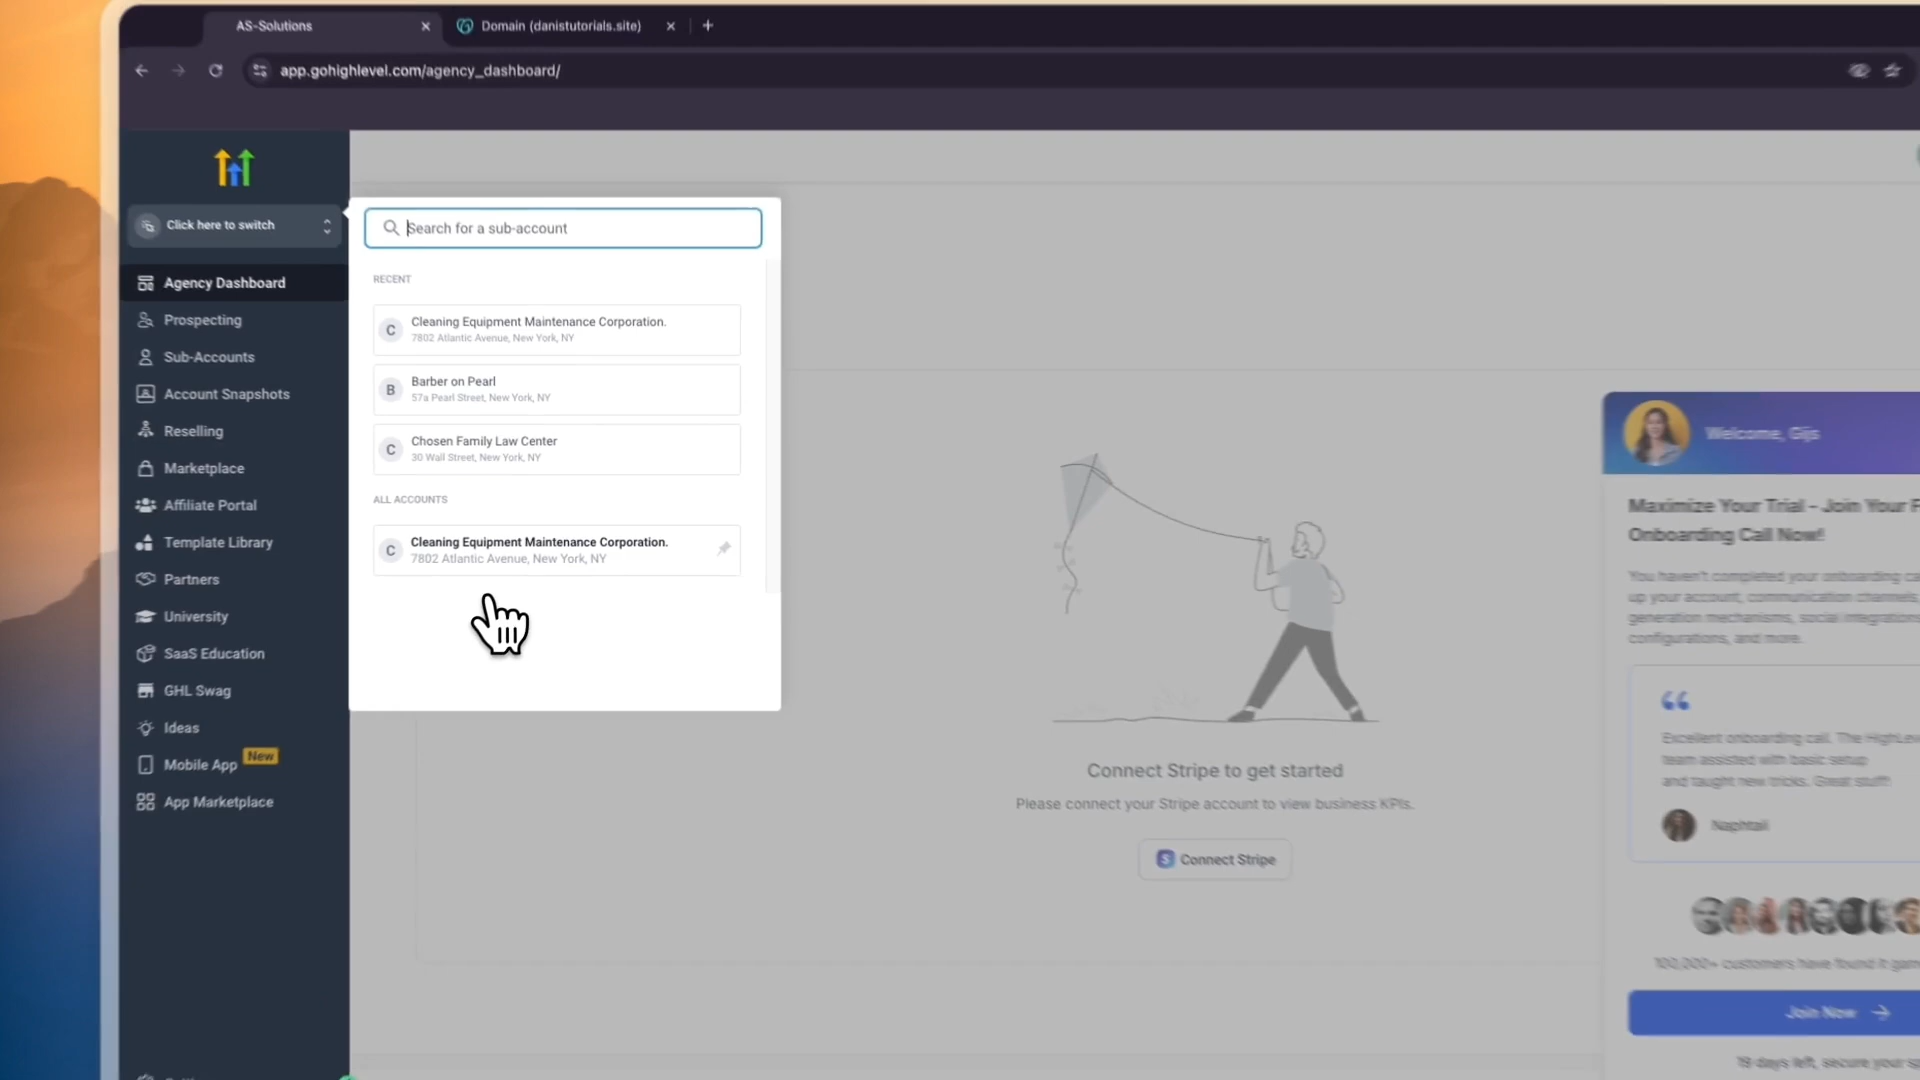 AS-Solutions
Domain (danistutorials.site)
app.gohighlevel.com/agency_dashboard/
Click here to switch
Agency Dashboard
Prospecting
Sub-Accounts
Account Snapshots
Reselling
Marketplace
Affiliate Portal
Template Library
Partners
University
SaaS Education
GHL Swag
Ideas
Mobile App New
App Marketplace
Search for a sub-account
RECENT
C
Cleaning Equipment Maintenance Corporation.
7802 Atlantic Avenue, New York, NY
B
Barber on Pearl
57a Pearl Street, New York, NY
C
Chosen Family Law Center
30 Wall Street, New York, NY
ALL ACCOUNTS
C
Cleaning Equipment Maintenance Corporation.
7802 Atlantic Avenue, New York, NY
Connect Stripe to get started
Please connect your Stripe account to view business KPIs.
S Connect Stripe
Welcome, Gijs
Maximize Your Trial - Join Your F
Onboarding Call Now!
You haven't completed your onboarding ca
up your account, communication channels,
generation mechanisms, social integrations
configurations, and more.
Excellent onboarding call. The HighLeve
team assisted with basic setup
and taught new tricks. Great stuff!
Naphtali
100,000+ customers have found it gam
Join Now
19 days left, secure your sp